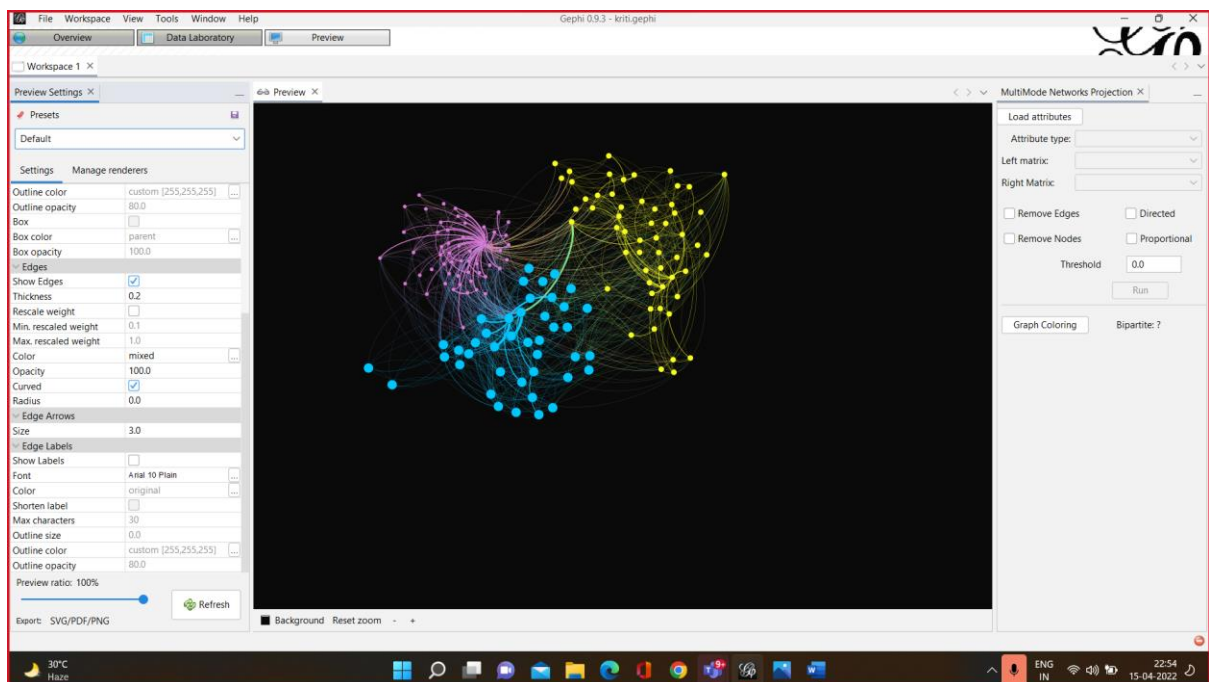 File Workspace View Tools Window Help
Gephi 0.9.3 - kriti.gephi
Overview
Data Laboratory
Preview
Workspace 1
Preview Settings
Presets
Default
Settings Manage renderers
Outline color custom [255,255,255] ...
Outline opacity 80.0
Box
Box color parent ...
Box opacity 100.0
Edges
Show Edges
Thickness 0.2
Rescale weight
Min. rescaled weight 0.1
Max. rescaled weight 1.0
Color mixed ...
Opacity 100.0
Curved
Radius 0.0
Edge Arrows
Size 3.0
Edge Labels
Show Labels
Font Arial 10 Plain ...
Color original ...
Shorten label
Max characters 30
Outline size 0.0
Outline color custom [255,255,255] ...
Outline opacity 80.0
Preview ratio: 100%
Refresh
Export: SVG/PDF/PNG
Preview
Background Reset zoom - +
MultiMode Networks Projection
Load attributes
Attribute type:
Left matrix:
Right Matrix:
Remove Edges Directed
Remove Nodes Proportional
Threshold 0.0
Run
Graph Coloring Bipartite: ?
30°C
Haze
9+
ENG
IN
22:54
15-04-2022